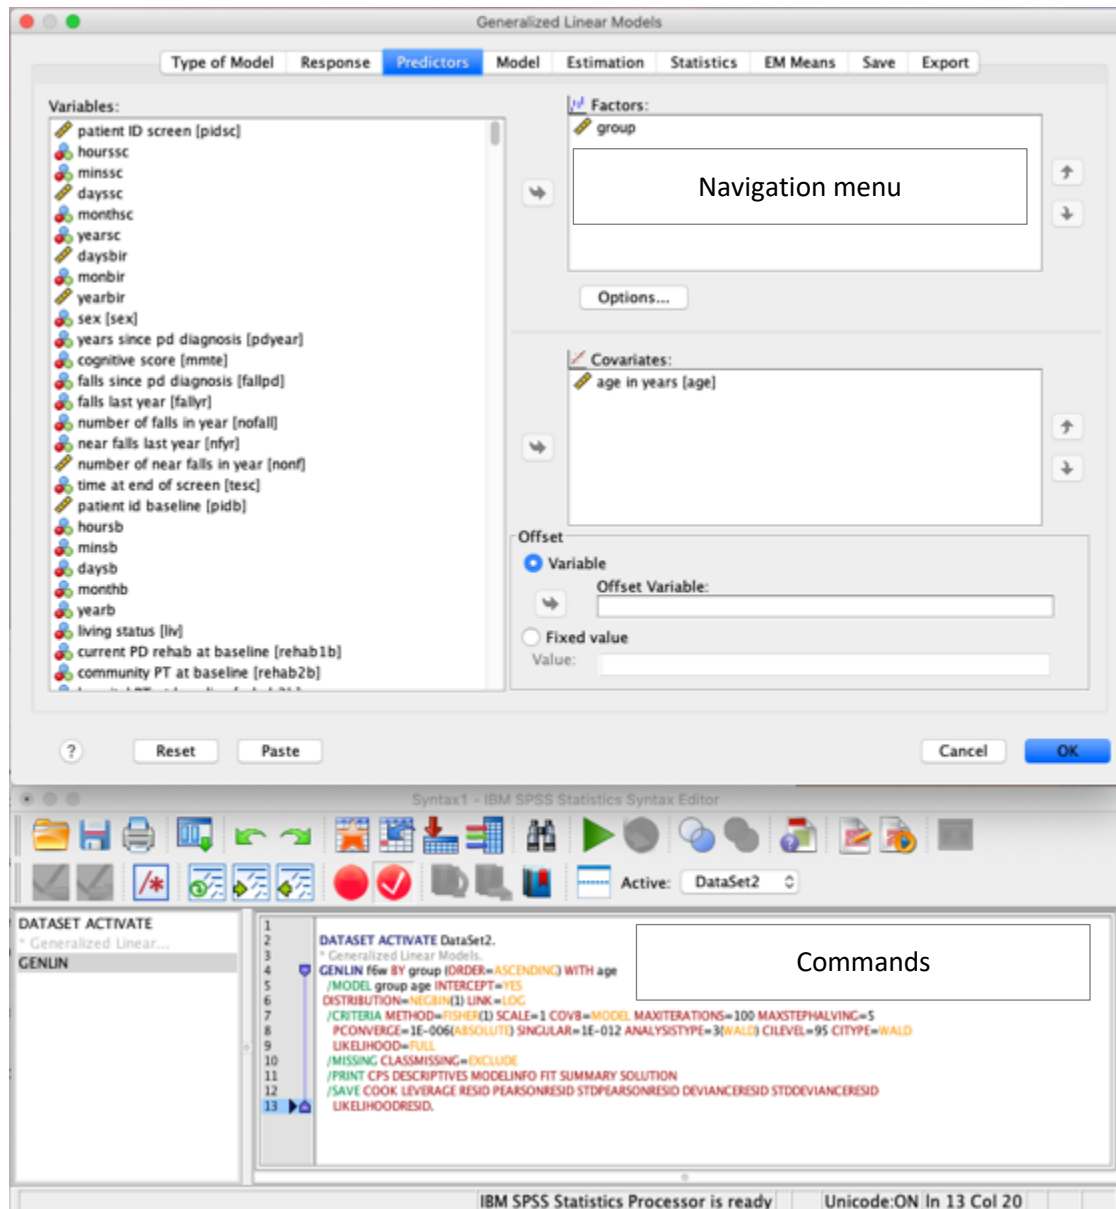 Generalized Linear Models
Type of Model Response Predictors Model Estimation Statistics EM Means Save Export
Variables:
patient ID screen [pidsc]
hourssc
minssc
dayssc
monthsc
yearsc
daysbir
monbir
yearbir
sex [sex]
years since pd diagnosis [pdyear]
cognitive score [mmte]
falls since pd diagnosis [fallpd]
falls last year [fallyr]
number of falls in year [nofall]
near falls last year [nfyr]
number of near falls in year [nonf]
time at end of screen [tesc]
patient id baseline [pidb]
hoursb
minsb
daysb
monthb
yearb
living status [liv]
current PD rehab at baseline [rehab1b]
community PT at baseline [rehab2b]
Factors:
group
Navigation menu
Options...
Covariates:
age in years [age]
Offset
Variable
Offset Variable:
Fixed value
Value:
? Reset Paste Cancel OK
Syntax1 - IBM SPSS Statistics Syntax Editor
Active: DataSet2
DATASET ACTIVATE
* Generalized Linear...
GENLIN
1
2 DATASET ACTIVATE DataSet2.
3 * Generalized Linear Models.
4 GENLIN f6w BY group (ORDER=ASCENDING) WITH age
5 /MODEL group age INTERCEPT=YES
6 DISTRIBUTION=NEGBIN(1) LINK=LOG
7 /CRITERIA METHOD=FISHER(1) SCALE=1 COVB=MODEL MAXITERATIONS=100 MAXSTEPHALVING=5
8 PCONVERGE=1E-006(ABSOLUTE) SINGULAR=1E-012 ANALYSISTYPE=3(WALD) CILEVEL=95 CITYPE=WALD
9 LIKELIHOOD=FULL
10 /MISSING CLASSMISSING=EXCLUDE
11 /PRINT CPS DESCRIPTIVES MODELINFO FIT SUMMARY SOLUTION
12 /SAVE COOK LEVERAGE RESID PEARSONRESID STDPEARSONRESID DEVIANCERESID STDDEVIANCERESID
13 LIKELIHOODRESID.
Commands
IBM SPSS Statistics Processor is ready Unicode:ON In 13 Col 20